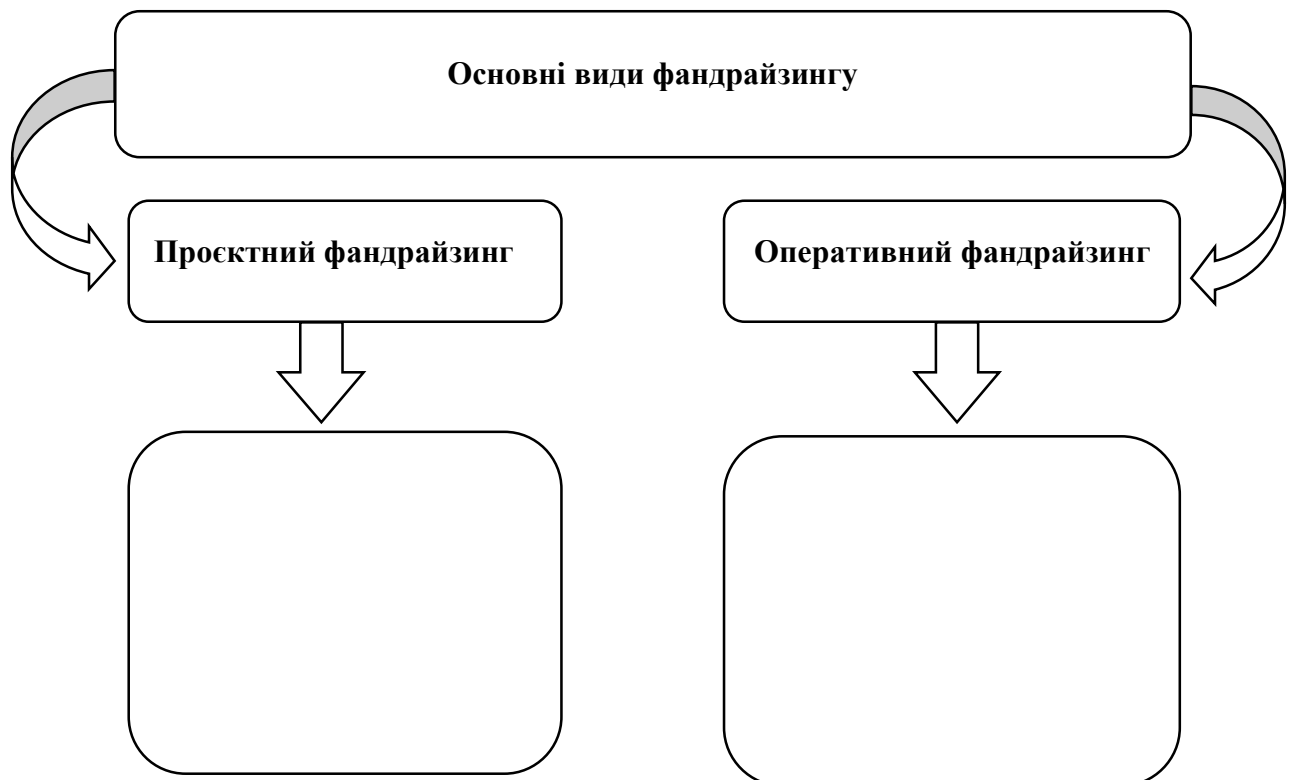 Основні види фандрайзингу
Проєктний фандрайзинг
Оперативний фандрайзинг